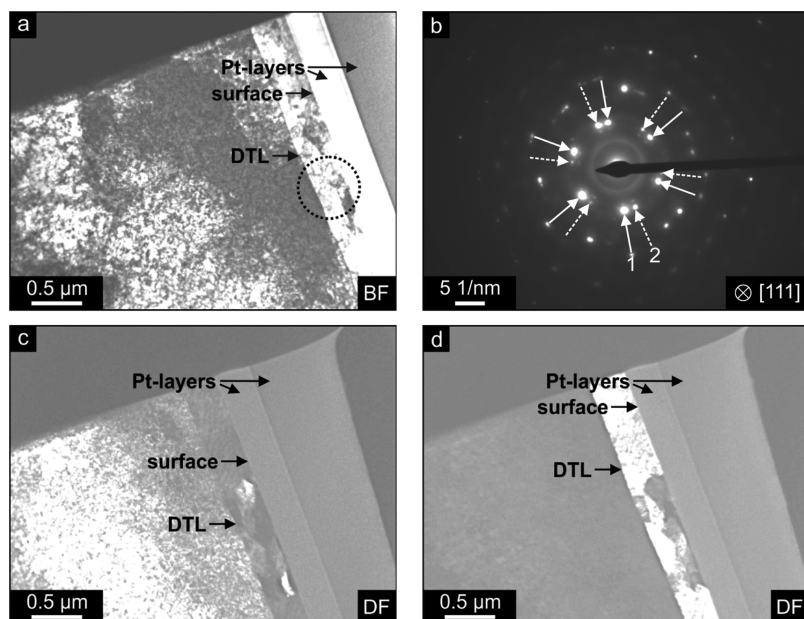 a
Pt-layers
surface
DTL
0.5 µm
BF
b
1
2
5 1/nm
⊗ [111]
c
Pt-layers
surface
DTL
0.5 µm
DF
d
Pt-layers
surface
DTL
0.5 µm
DF